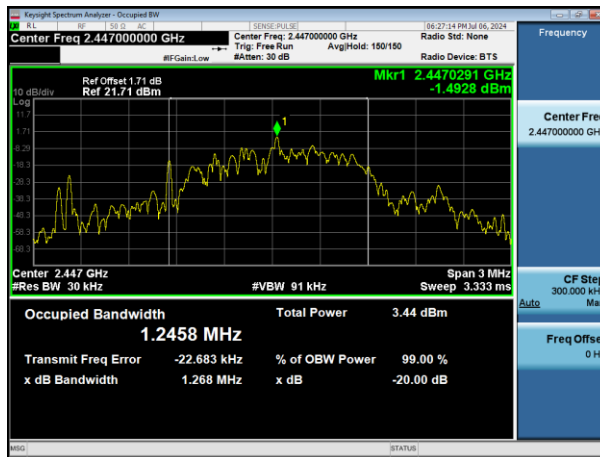 Keysight Spectrum Analyzer - Occupied BW
RL RF 50 Ω AC SENSE:PULSE 06:27:14 PM Jul 06, 2024
Center Freq 2.447000000 GHz Center Freq: 2.447000000 GHz Radio Std: None Frequency
Trig: Free Run Avg|Hold: 150/150
#IFGain:Low #Atten: 30 dB Radio Device: BTS
Ref Offset 1.71 dB Mkr1 2.4470291 GHz
10 dB/div Ref 21.71 dBm -1.4928 dBm
Log
11.7
1.71
-8.29
-18.3
-28.3
-38.3
-48.3
-58.3
-68.3
1
Center Fre
2.447000000 GH
Center 2.447 GHz Span 3 MHz
#Res BW 30 kHz #VBW 91 kHz Sweep 3.333 ms
CF Step
300.000 kH
Auto Ma
Occupied Bandwidth Total Power 3.44 dBm
1.2458 MHz
Transmit Freq Error -22.683 kHz % of OBW Power 99.00 %
x dB Bandwidth 1.268 MHz x dB -20.00 dB
Freq Offse
0 H
MSG STATUS